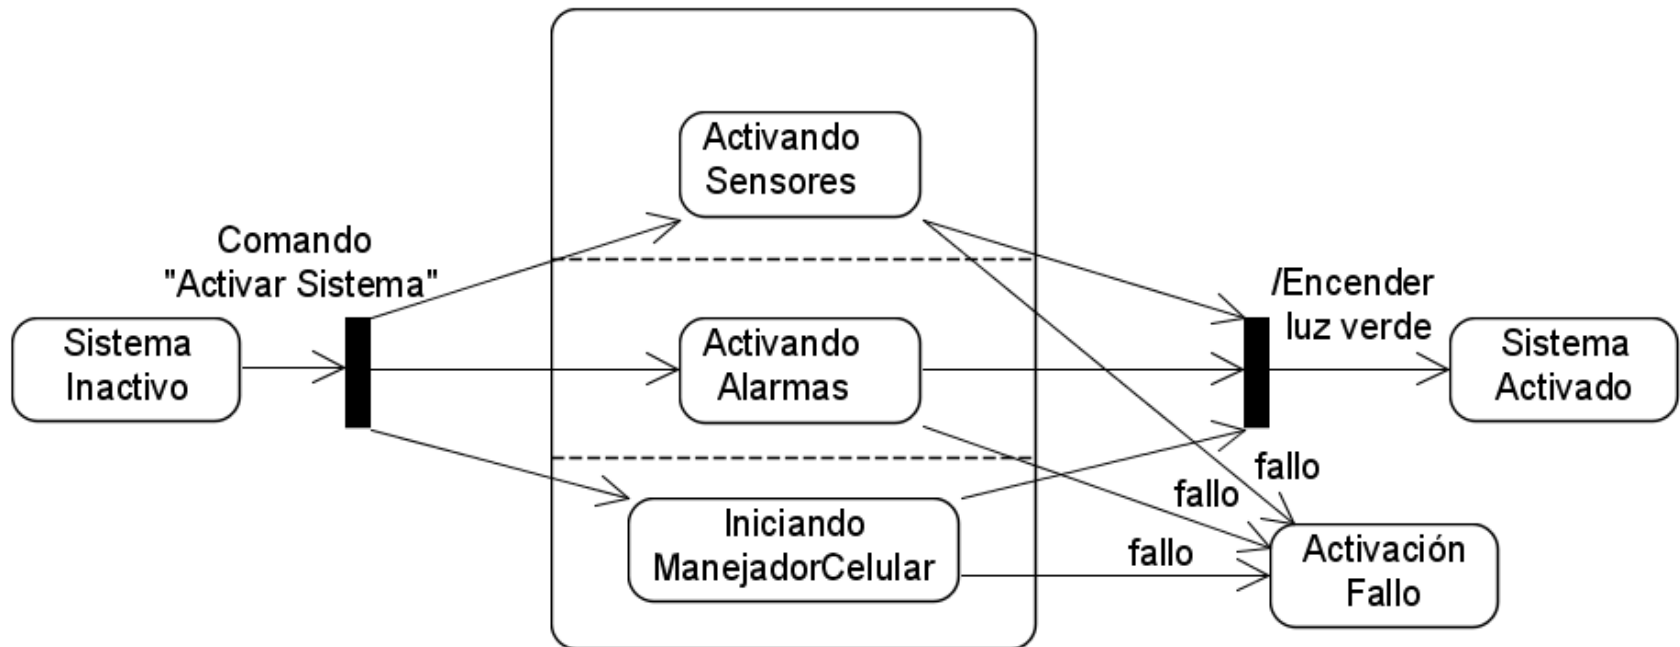 Activando
Sensores
Comando
"Activar Sistema"
/Encender
luz verde
Sistema
Inactivo
Activando
Alarmas
Sistema
Activado
fallo
fallo
Iniciando
ManejadorCelular
fallo
Activación
Fallo